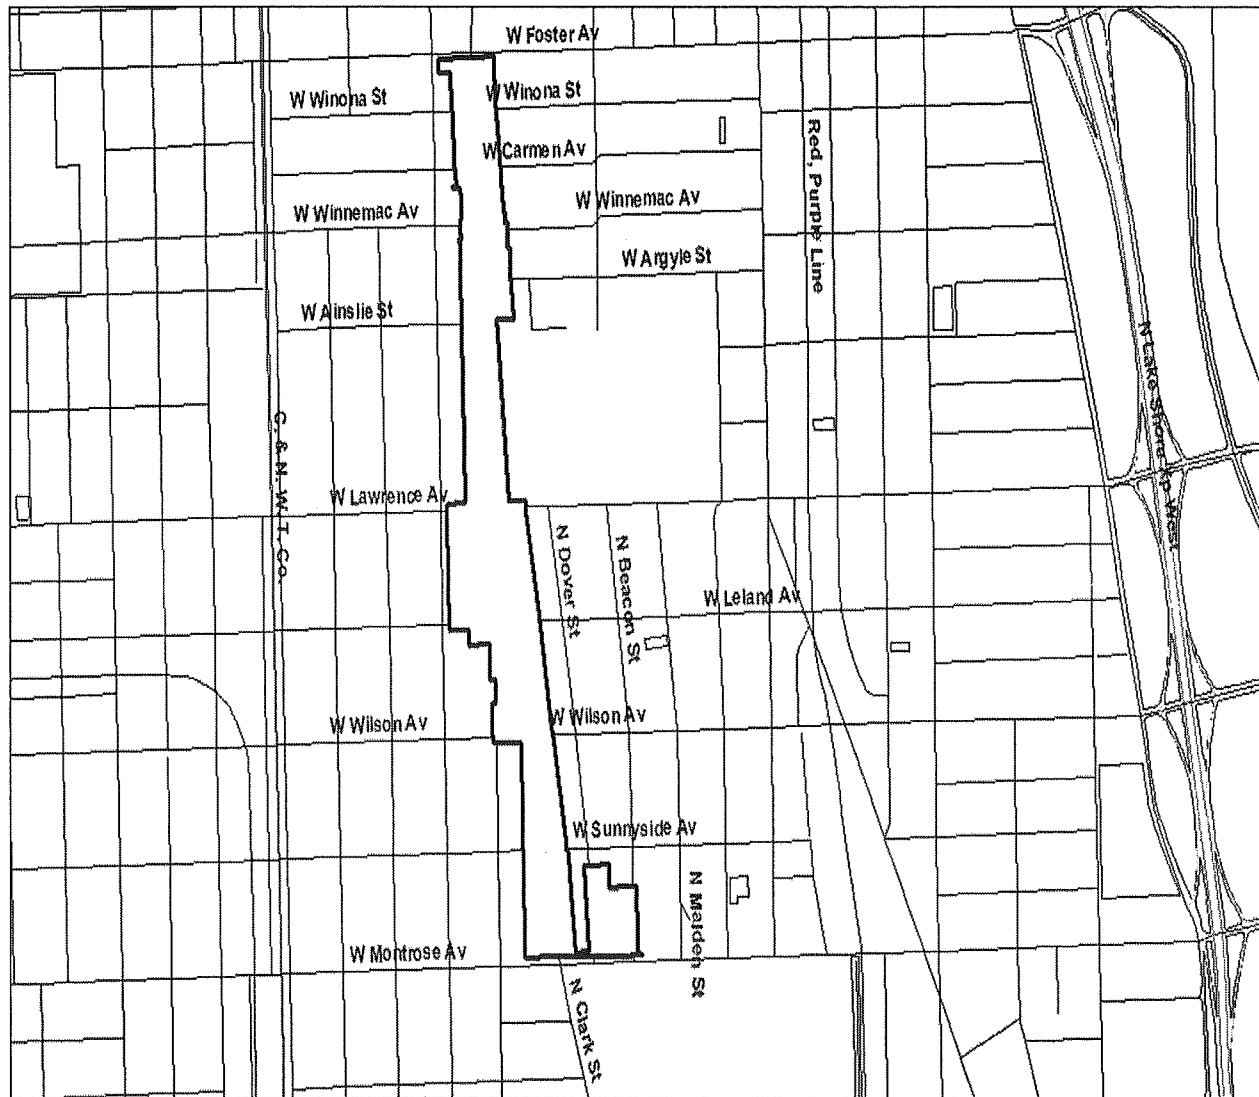 W Foster Av
W Winona St
W Winona St
W Carmen Av
W Winnemac Av
W Winnemac Av
W Argyle St
W Ainslie St
Red, Purple Line
N Lake Shore Xp West
C. & N. W. T. Co.
W Lawrence Av
N Dover St
N Beacon St
W Leland Av
W Wilson Av
W Wilson Av
W Sunnyside Av
N Malden St
W Montrose Av
N Clark St